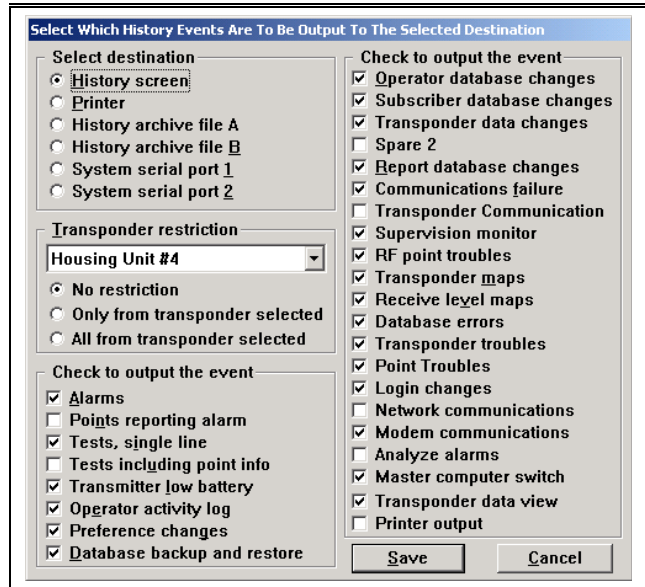 Select Which History Events Are To Be Output To The Selected Destination
Select destination
History screen
Printer
History archive file A
History archive file B
System serial port 1
System serial port 2
Transponder restriction
Housing Unit #4
No restriction
Only from transponder selected
All from transponder selected
Check to output the event
Alarms
Points reporting alarm
Tests, single line
Tests including point info
Transmitter low battery
Operator activity log
Preference changes
Database backup and restore
Check to output the event
Operator database changes
Subscriber database changes
Transponder data changes
Spare 2
Report database changes
Communications failure
Transponder Communication
Supervision monitor
RF point troubles
Transponder maps
Receive level maps
Database errors
Transponder troubles
Point Troubles
Login changes
Network communications
Modem communications
Analyze alarms
Master computer switch
Transponder data view
Printer output
Save
Cancel